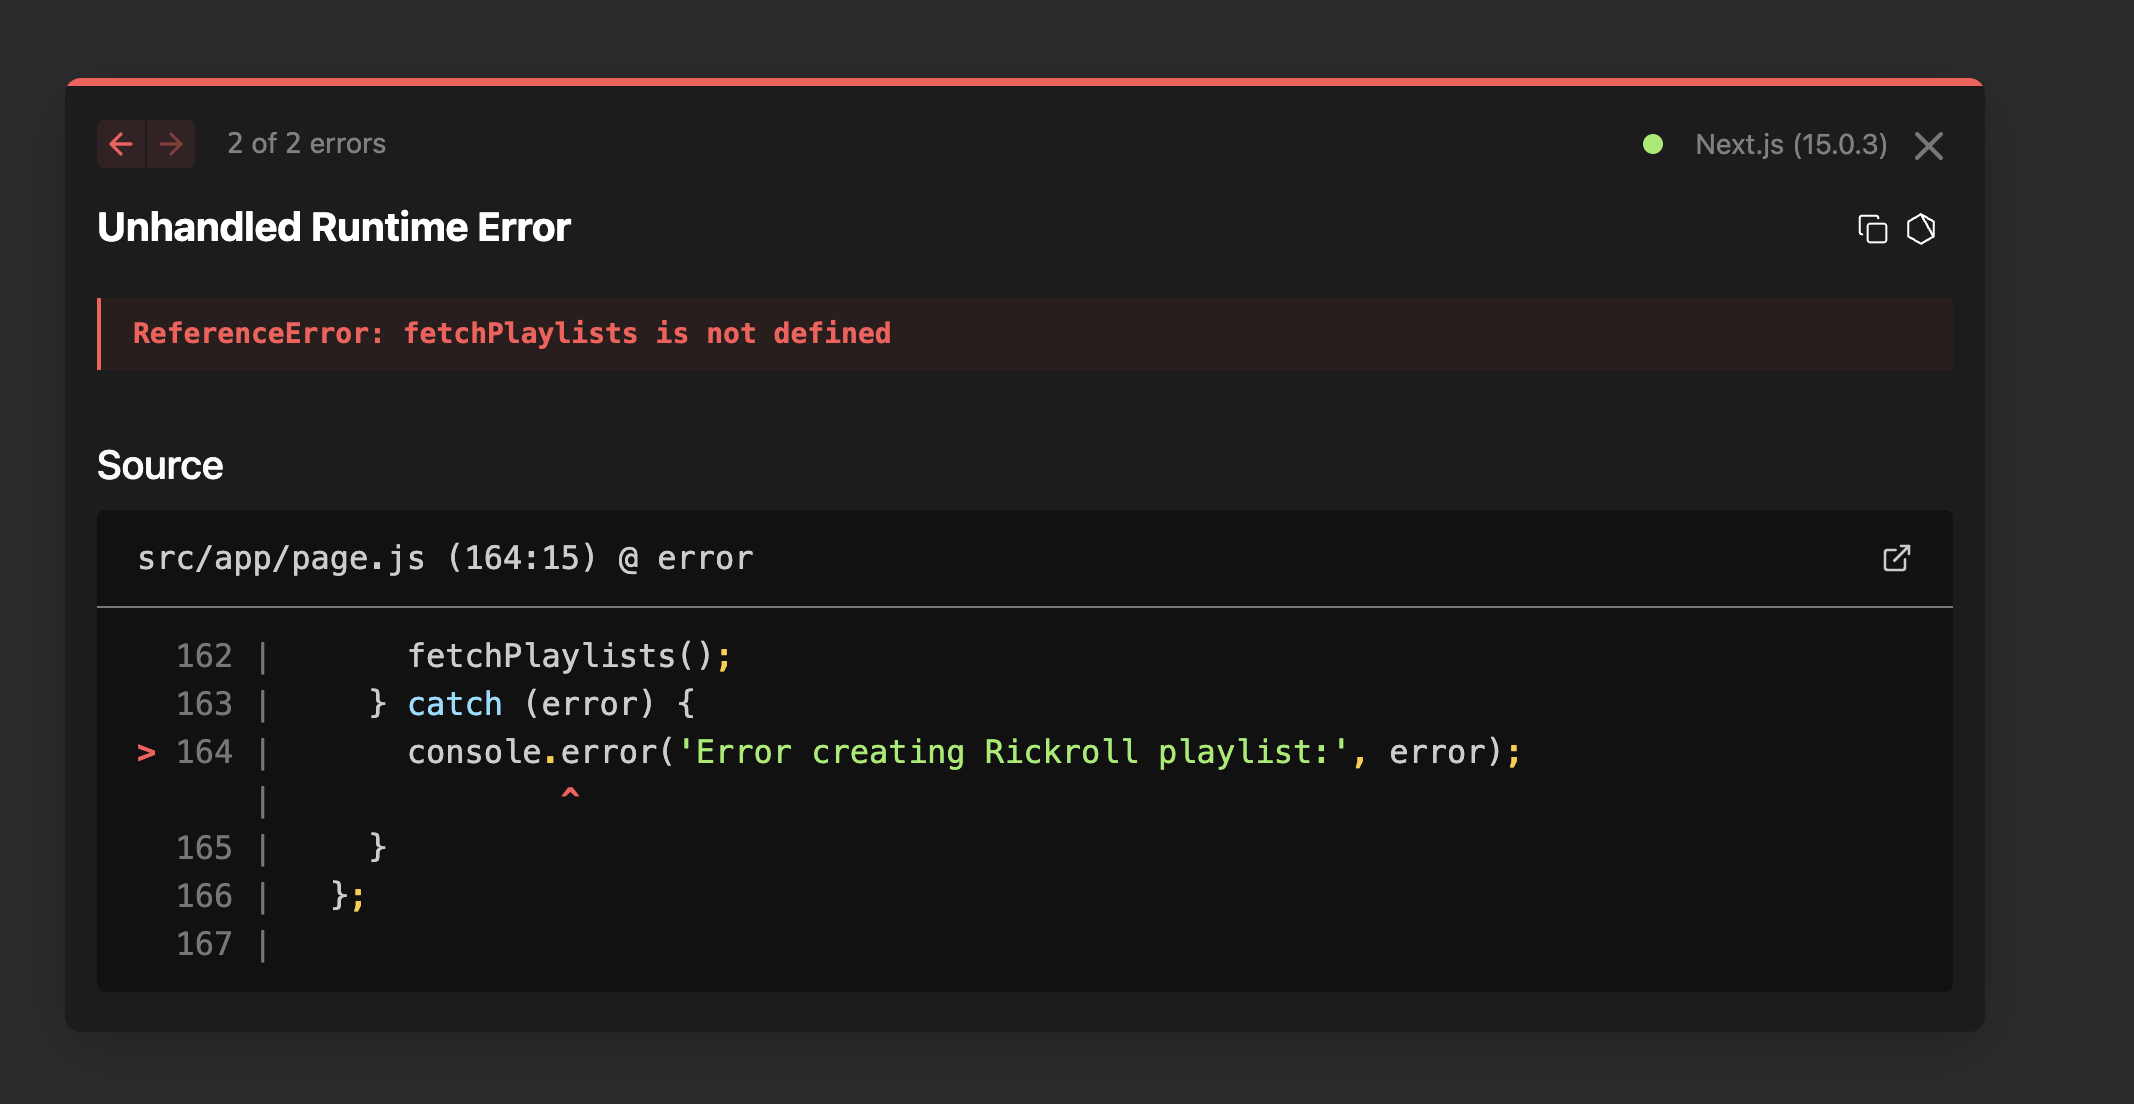 2 of 2 errors
Next.js (15.0.3)
Unhandled Runtime Error
ReferenceError: fetchPlaylists is not defined
Source
src/app/page.js (164:15) @ error
162 |       fetchPlaylists();
163 |     } catch (error) {
> 164 |       console.error('Error creating Rickroll playlist:', error);
|               ^
165 |     }
166 |   };
167 |